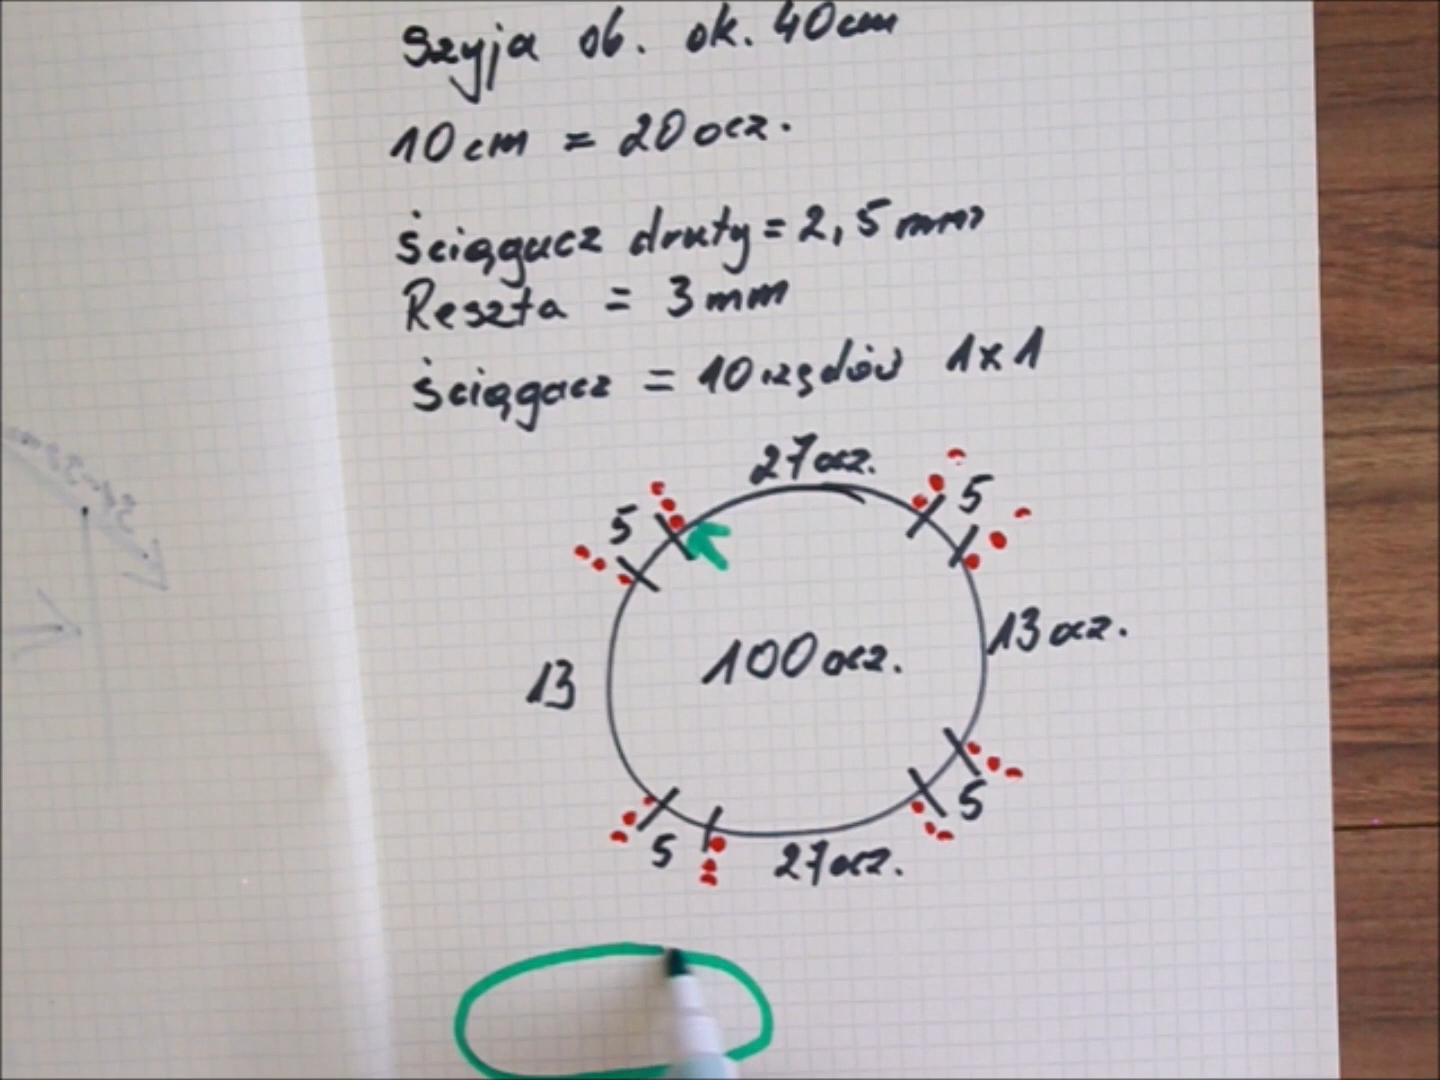 Szyja ob. ok. 40cm
10cm = 20 ocz.
ściągacz druty = 2,5 mm
Reszta = 3mm
ściągacz = 10 rzędów 1x1
27 ocz.
5
5
13
100 ocz.
13 ocz.
5
5
27 ocz.